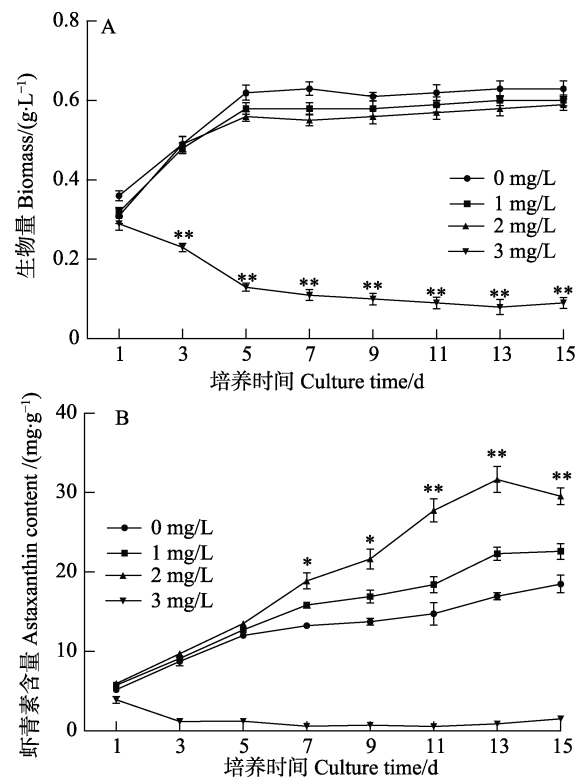 A
0.8
0.6
0.4
0.2
0
生物量 Biomass/(g·L⁻¹)
0 mg/L
1 mg/L
2 mg/L
3 mg/L
** ** ** ** ** ** **
1 3 5 7 9 11 13 15
培养时间 Culture time/d
B
40
30
20
10
0
虾青素含量 Astaxanthin content /(mg·g⁻¹)
0 mg/L
1 mg/L
2 mg/L
3 mg/L
* * ** ** **
1 3 5 7 9 11 13 15
培养时间 Culture time/d